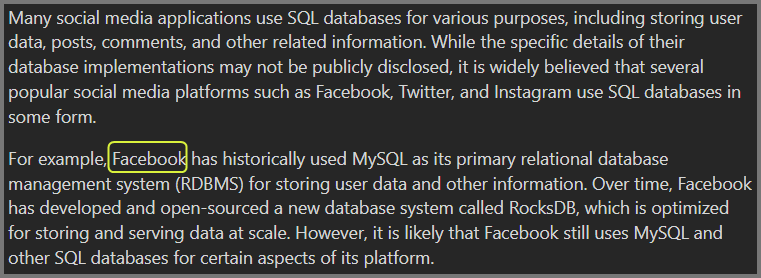 Many social media applications use SQL databases for various purposes, including storing user
data, posts, comments, and other related information. While the specific details of their
database implementations may not be publicly disclosed, it is widely believed that several
popular social media platforms such as Facebook, Twitter, and Instagram use SQL databases in
some form.
For example, Facebook has historically used MySQL as its primary relational database
management system (RDBMS) for storing user data and other information. Over time, Facebook
has developed and open-sourced a new database system called RocksDB, which is optimized
for storing and serving data at scale. However, it is likely that Facebook still uses MySQL and
other SQL databases for certain aspects of its platform.